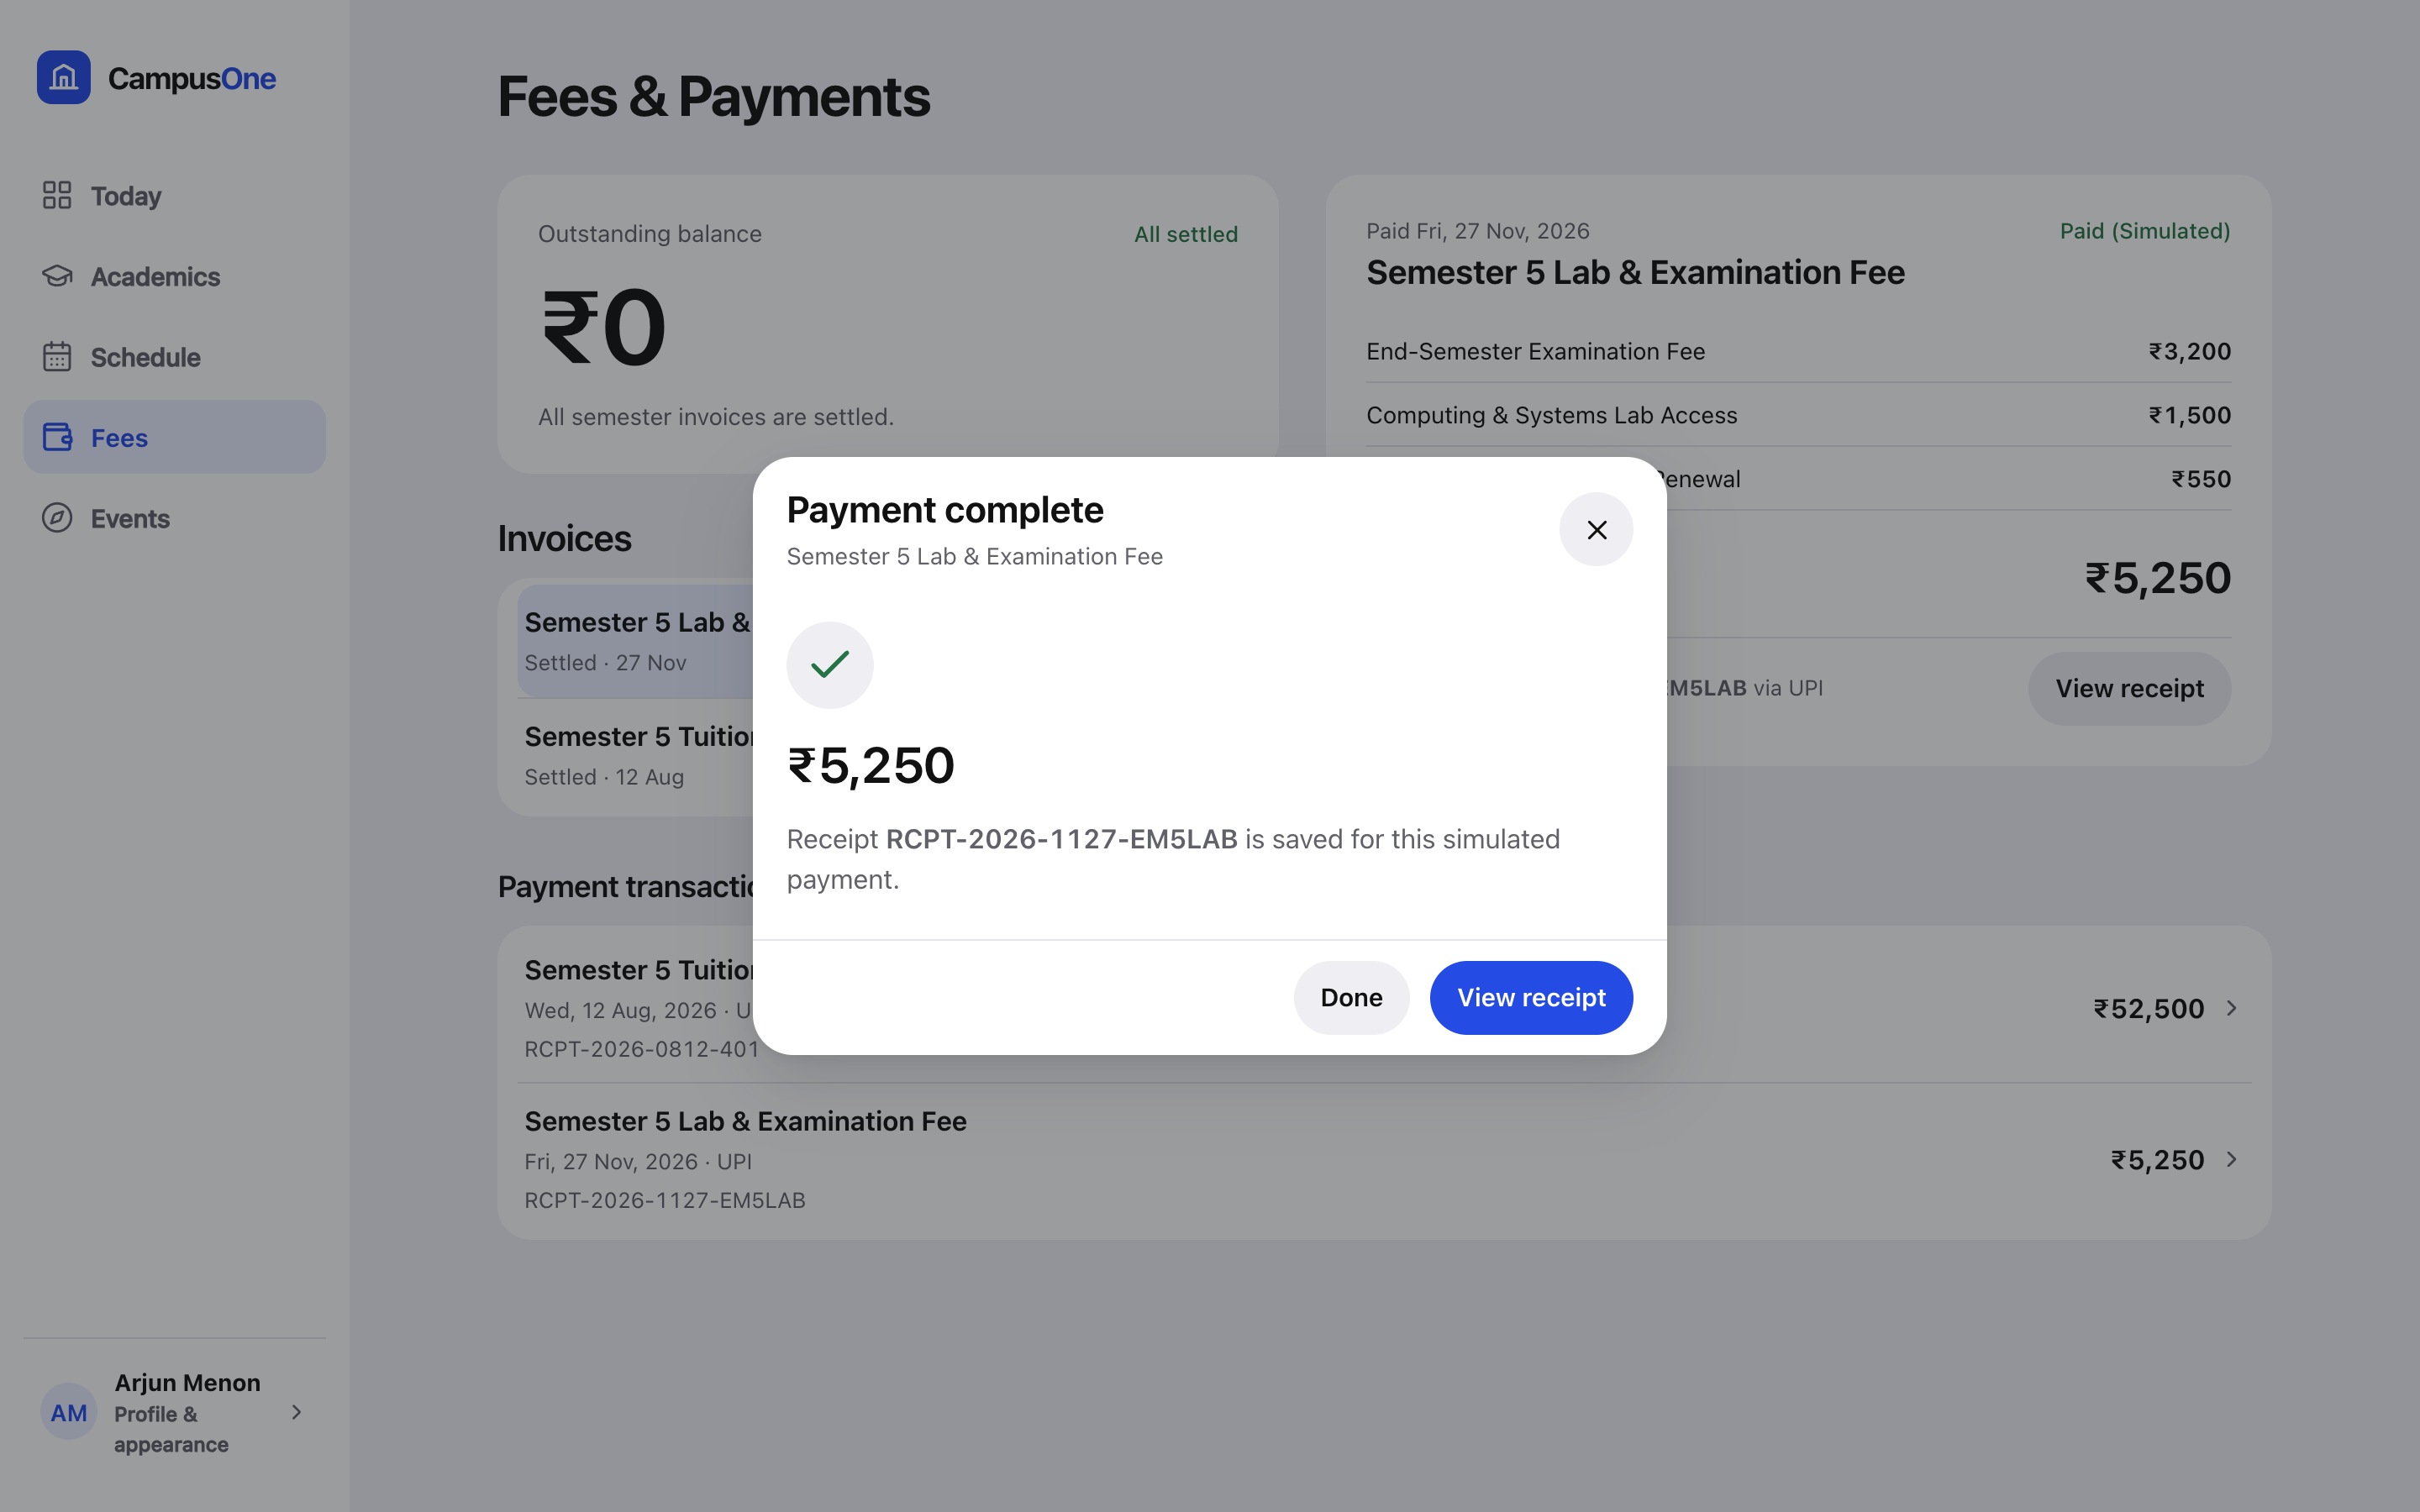 CampusOne
Today
Academics
Schedule
Fees
Events
AM
Arjun Menon
Profile &
appearance
Fees & Payments
Outstanding balance
All settled
₹0
All semester invoices are settled.
Paid Fri, 27 Nov, 2026
Paid (Simulated)
Semester 5 Lab & Examination Fee
End-Semester Examination Fee
₹3,200
Computing & Systems Lab Access
₹1,500
₹550
₹5,250
via UPI
View receipt
Invoices
Semester 5 Lab &
Settled · 27 Nov
Semester 5
Settled · 12 Aug
Payment complete
Semester 5 Lab & Examination Fee
₹5,250
Receipt RCPT-2026-1127-EM5LAB is saved for this simulated
payment.
Done
View receipt
Payment
Semester 5
Wed, 12 Aug, 2026 ·
RCPT-2026-0812-401
₹52,500
Semester 5 Lab & Examination Fee
Fri, 27 Nov, 2026 · UPI
RCPT-2026-1127-EM5LAB
₹5,250